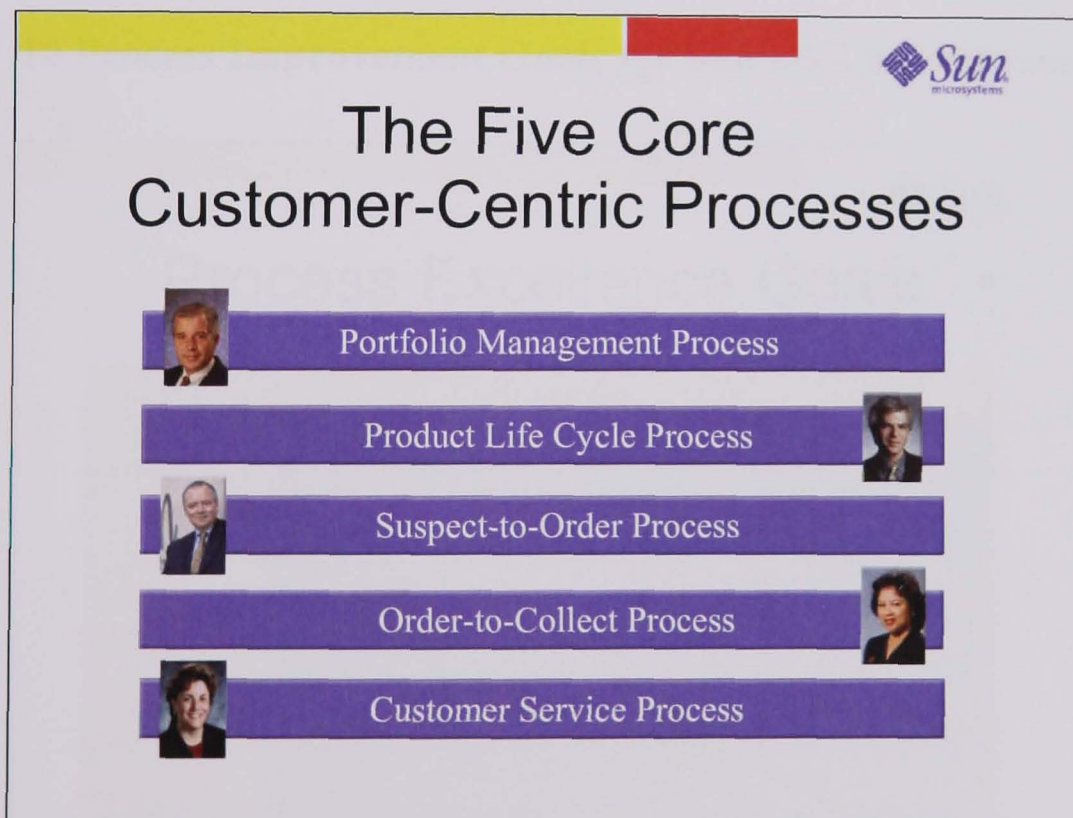 Sun
microsystems
The Five Core
Customer-Centric Processes
Portfolio Management Process
Product Life Cycle Process
Suspect-to-Order Process
Order-to-Collect Process
Customer Service Process